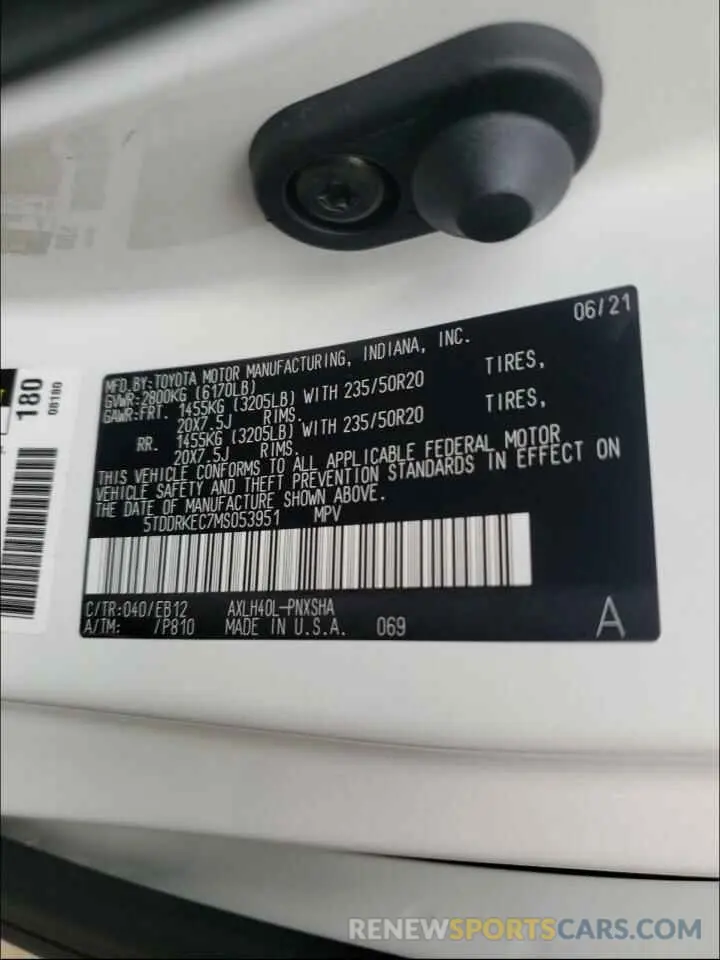 06/21
MFD.BY:TOYOTA MOTOR MANUFACTURING, INDIANA, INC.
GVWR:2800KG (6170LB)
GAWR:FRT. 1455KG (3205LB) WITH 235/50R20 TIRES,
20X7.5J RIMS.
RR. 1455KG (3205LB) WITH 235/50R20 TIRES,
20X7.5J RIMS.
THIS VEHICLE CONFORMS TO ALL APPLICABLE FEDERAL MOTOR
VEHICLE SAFETY AND THEFT PREVENTION STANDARDS IN EFFECT ON
THE DATE OF MANUFACTURE SHOWN ABOVE.
5TDDRKEC7MS053951 MPV
C/TR:040/EB12 AXLH40L-PNXSHA
A/TM: /P810 MADE IN U.S.A. 069 A
180
08180
RENEWSPORTSCARS.COM